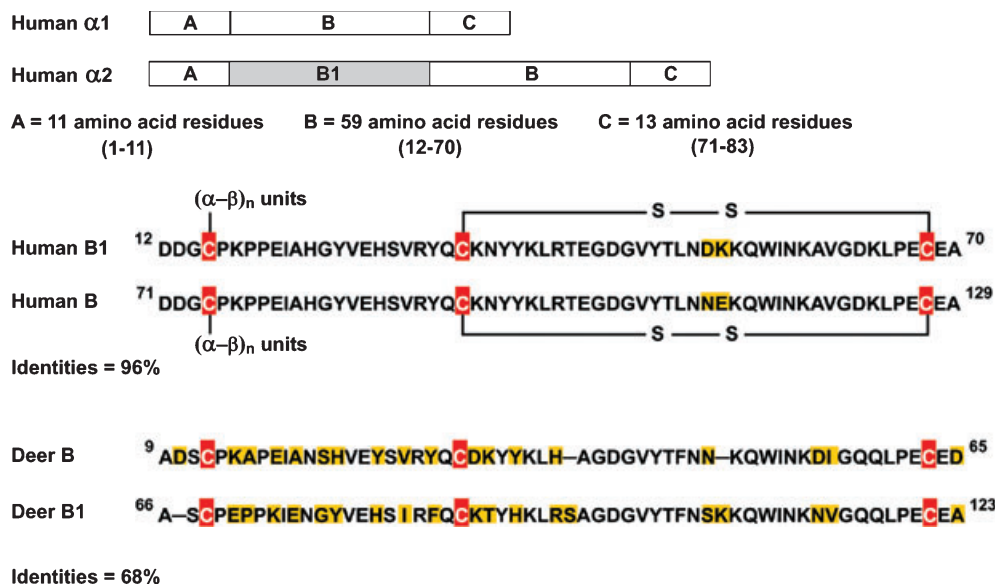 Human α1 A B C
Human α2 A B1 B C
A = 11 amino acid residues B = 59 amino acid residues C = 13 amino acid residues
(1-11) (12-70) (71-83)
(α–β)n units S S
Human B1 12 DDGCPKPPEIAHGYVEHSVRYQCKNYYKLRTEGDGVYTLNDKKQWINKAVGDKLPECEA 70
Human B 71 DDGCPKPPEIAHGYVEHSVRYQCKNYYKLRTEGDGVYTLNNEKQWINKAVGDKLPECEA 129
(α–β)n units S S
Identities = 96%
Deer B 9 ADSCPKAPEIANSHVEYSVRYQCDKYYKLH–AGDGVYTFNN–KQWINKDIGQQLPECED 65
Deer B1 66 A–SCPEPPKIENGYVEHSIRFQCKTYHKLRSAGDGVYTFNSKKQWINKNVGQQLPECEA 123
Identities = 68%